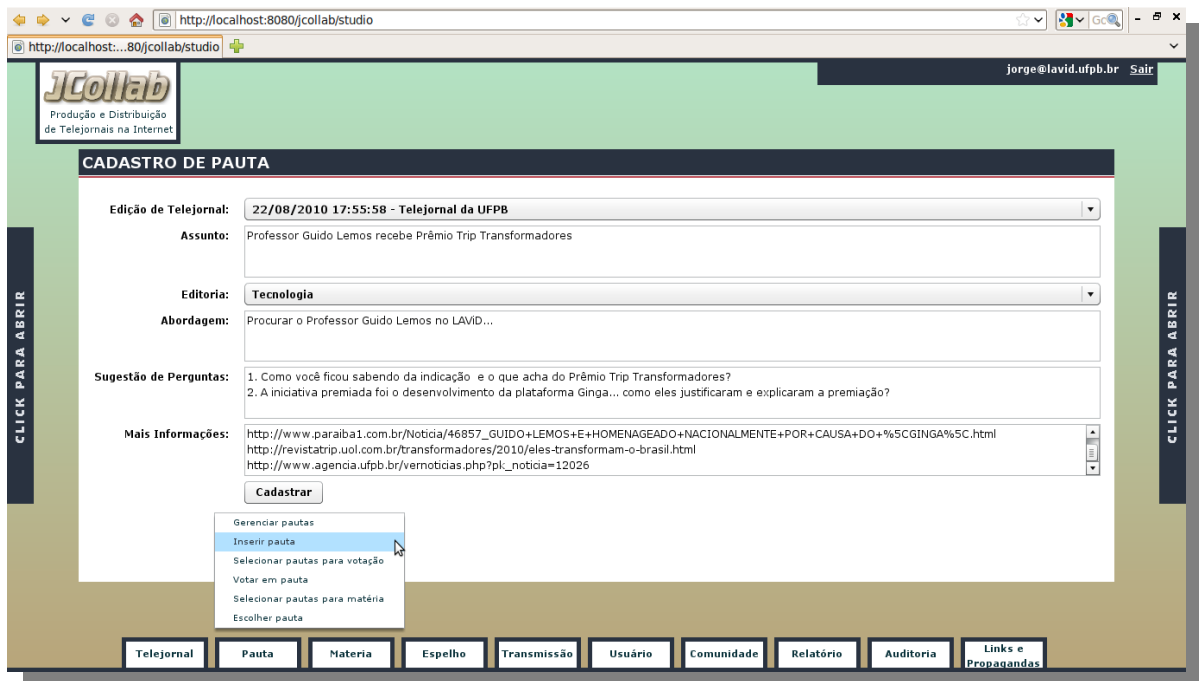 http://localhost:8080/jcollab/studio
http://localhost:...80/jcollab/studio
JCollab
Produção e Distribuição
de Telejornais na Internet
jorge@lavid.ufpb.br Sair
CADASTRO DE PAUTA
Edição de Telejornal: 22/08/2010 17:55:58 - Telejornal da UFPB
Assunto: Professor Guido Lemos recebe Prêmio Trip Transformadores
Editoria: Tecnologia
Abordagem: Procurar o Professor Guido Lemos no LAViD...
Sugestão de Perguntas: 1. Como você ficou sabendo da indicação e o que acha do Prêmio Trip Transformadores?
2. A iniciativa premiada foi o desenvolvimento da plataforma Ginga... como eles justificaram e explicaram a premiação?
Mais Informações: http://www.paraiba1.com.br/Noticia/46857_GUIDO+LEMOS+E+HOMENAGEADO+NACIONALMENTE+POR+CAUSA+DO+%5CGINGA%5C.html
http://revistatrip.uol.com.br/transformadores/2010/eles-transformam-o-brasil.html
http://www.agencia.ufpb.br/vernoticias.php?pk_noticia=12026
Cadastrar
CLICK PARA ABRIR
CLICK PARA ABRIR
Gerenciar pautas
Inserir pauta
Selecionar pautas para votação
Votar em pauta
Selecionar pautas para matéria
Escolher pauta
Telejornal Pauta Materia Espelho Transmissão Usuário Comunidade Relatório Auditoria Links e
Propagandas